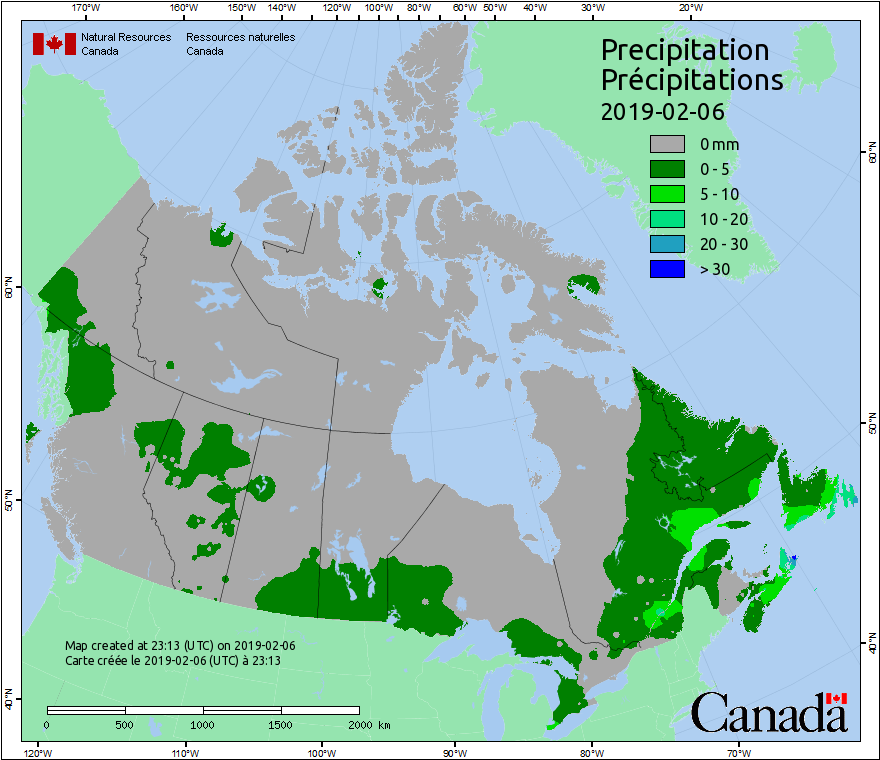 170°W 160°W 150°W 140°W 130°W 120°W 110°W 100°W 90°W 80°W 60°W 50°W 40°W 30°W 20°W
Natural Resources Canada
Ressources naturelles Canada
Precipitation
Précipitations
2019-02-06
0 mm
0 - 5
5 - 10
10 - 20
20 - 30
> 30
60°N
50°N
40°N
60°N
50°N
40°N
Map created at 23:13 (UTC) on 2019-02-06
Carte créée le 2019-02-06 (UTC) à 23:13
0 500 1000 1500 2000 km
Canada
120°W 110°W 100°W 90°W 80°W 70°W